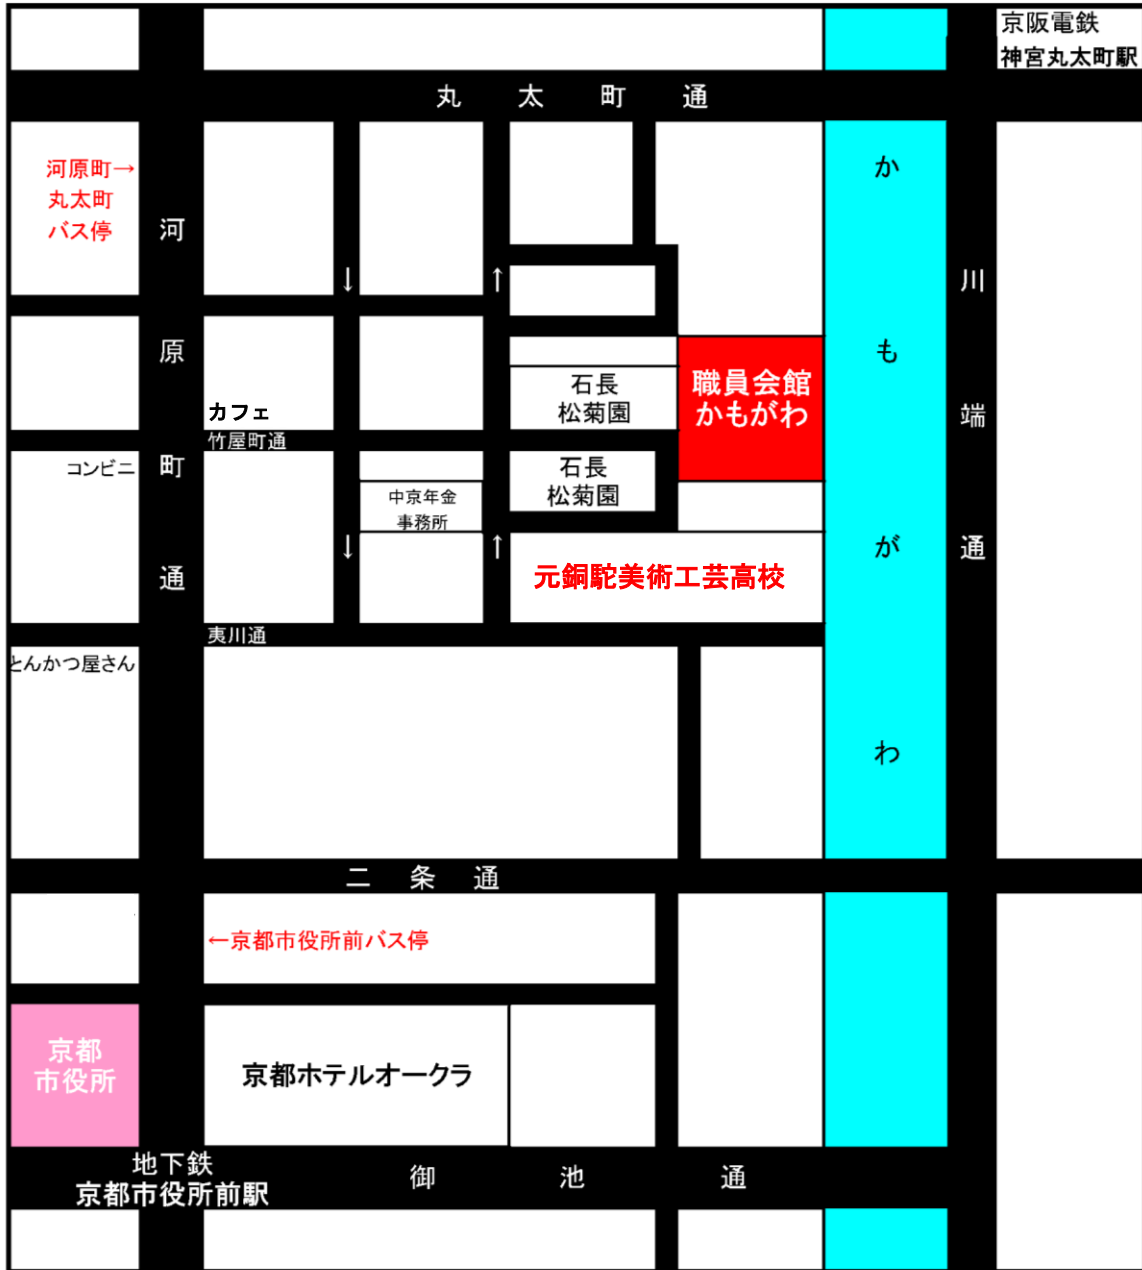 京阪電鉄
神宮丸太町駅
丸太町通
河原町→
丸太町
バス停
河原町通
↓
↑
かもがわ
川端通
職員会館
かもがわ
石長
松菊園
カフェ
竹屋町通
コンビニ
石長
松菊園
中京年金
事務所
↓
↑
元銅駝美術工芸高校
夷川通
とんかつ屋さん
二条通
←京都市役所前バス停
京都
市役所
京都ホテルオークラ
地下鉄
京都市役所前駅
御池通